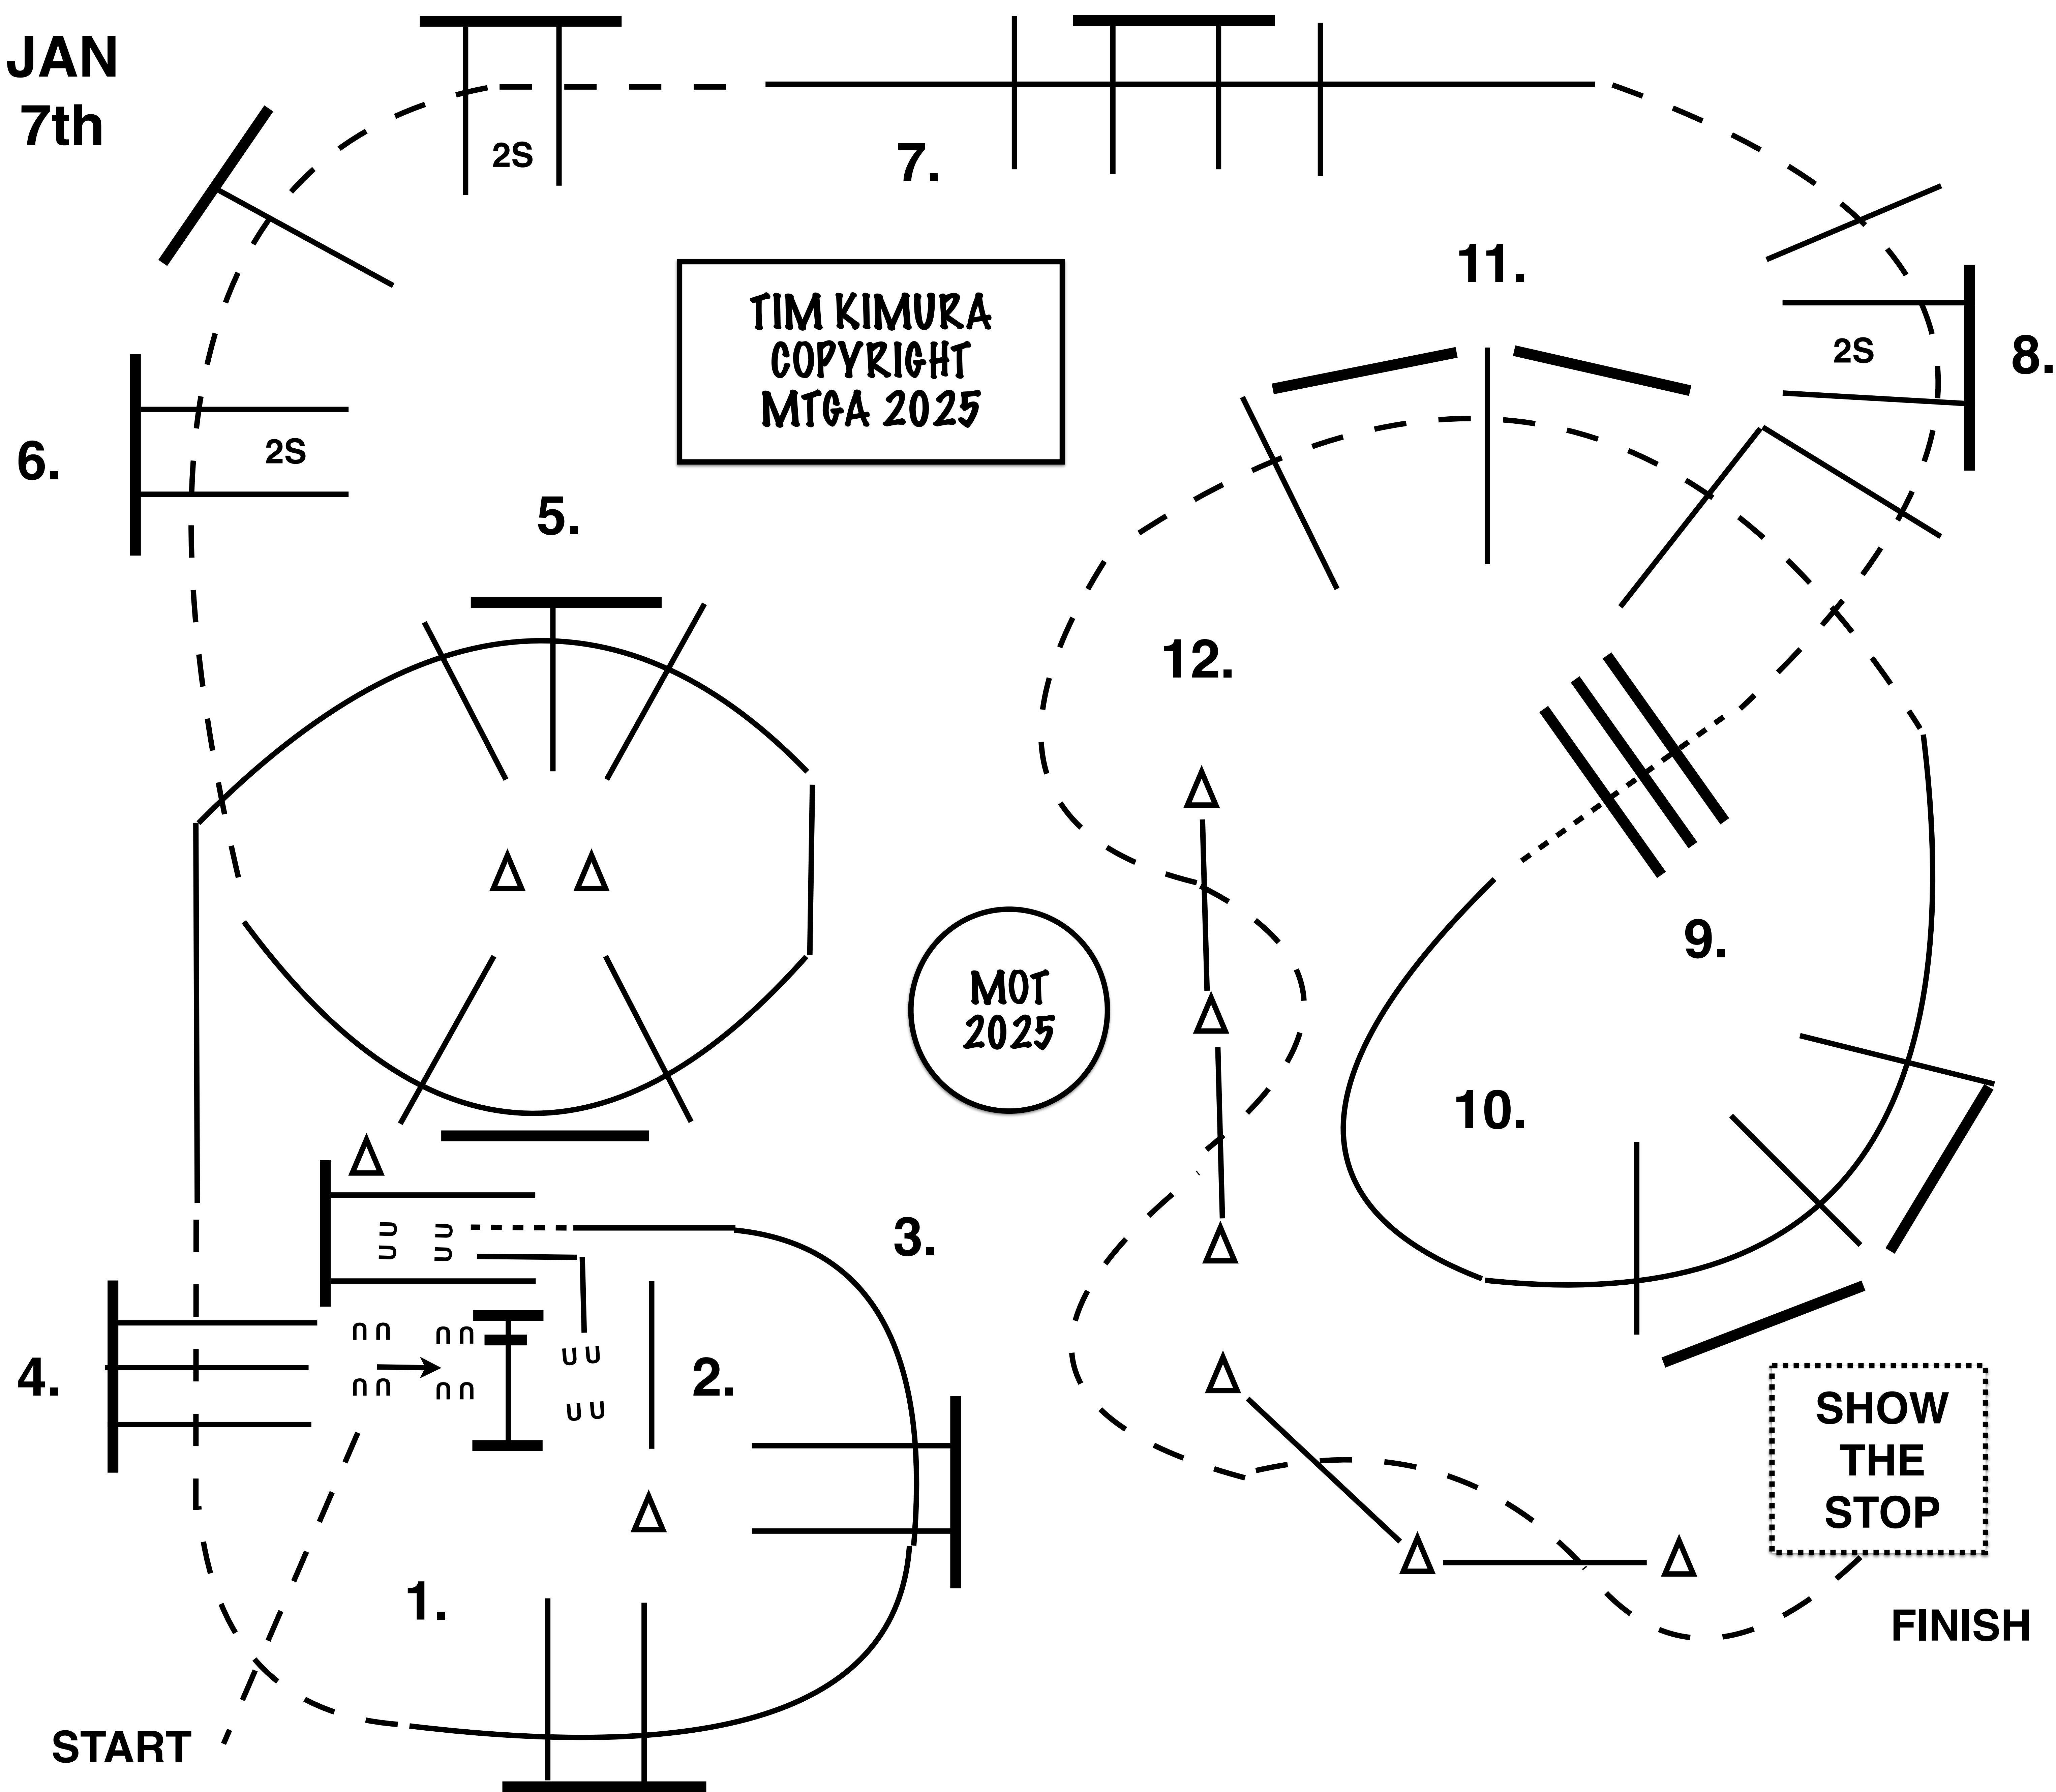 JAN
7th
2S
7.
TIM KIMURA
COPYRIGHT
MTGA 2025
11.
2S
8.
6.
2S
5.
12.
9.
MOT
2025
10.
3.
4.
2.
SHOW
THE
STOP
1.
FINISH
START